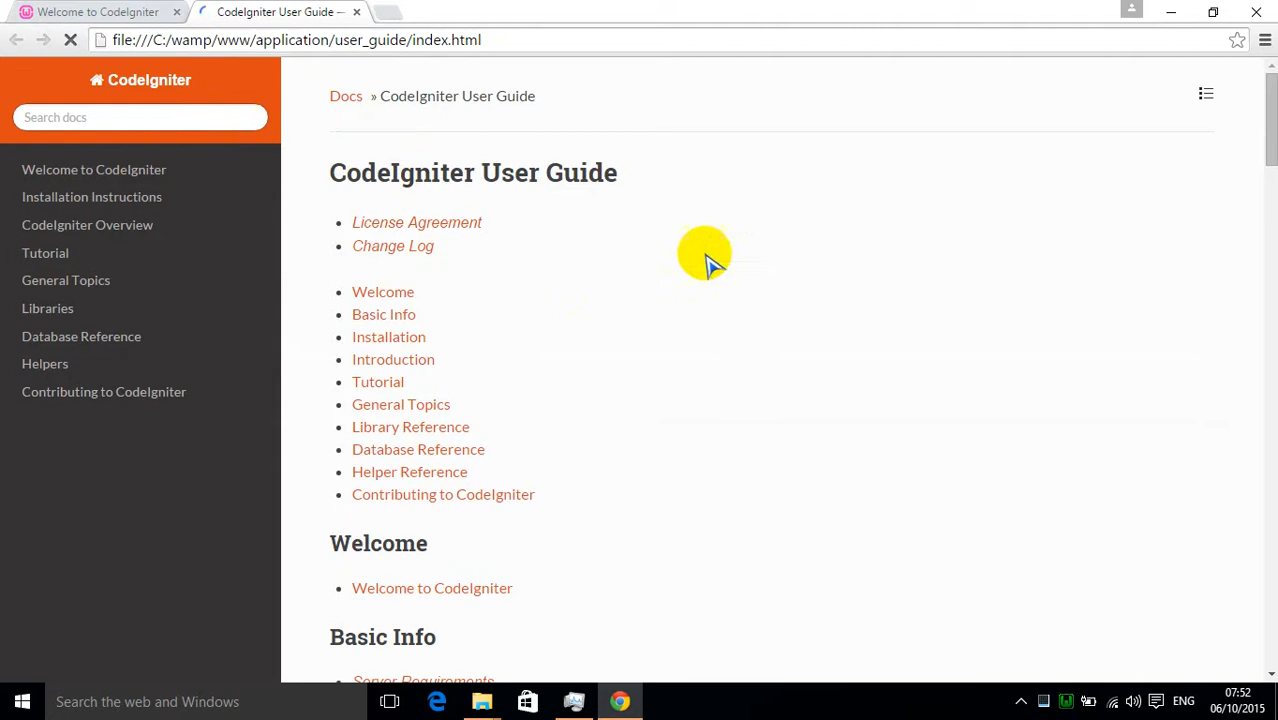 Welcome to CodeIgniter
CodeIgniter User Guide —
file:///C:/wamp/www/application/user_guide/index.html
CodeIgniter
Search docs
Welcome to CodeIgniter
Installation Instructions
CodeIgniter Overview
Tutorial
General Topics
Libraries
Database Reference
Helpers
Contributing to CodeIgniter
Docs » CodeIgniter User Guide
CodeIgniter User Guide
License Agreement
Change Log
Welcome
Basic Info
Installation
Introduction
Tutorial
General Topics
Library Reference
Database Reference
Helper Reference
Contributing to CodeIgniter
Welcome
Welcome to CodeIgniter
Basic Info
Server Requirements
Search the web and Windows
ENG
07:52
06/10/2015